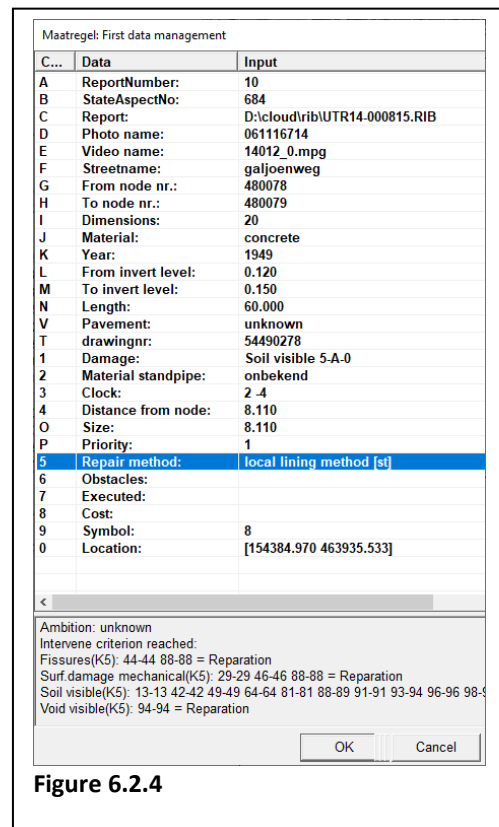 Maatregel: First data management
C... Data Input
A ReportNumber: 10
B StateAspectNo: 684
C Report: D:\cloud\rib\UTR14-000815.RIB
D Photo name: 061116714
E Video name: 14012_0.mpg
F Streetname: galjoenweg
G From node nr.: 480078
H To node nr.: 480079
I Dimensions: 20
J Material: concrete
K Year: 1949
L From invert level: 0.120
M To invert level: 0.150
N Length: 60.000
V Pavement: unknown
T drawingnr: 54490278
1 Damage: Soil visible 5-A-0
2 Material standpipe: onbekend
3 Clock: 2 -4
4 Distance from node: 8.110
O Size: 8.110
P Priority: 1
5 Repair method: local lining method [st]
6 Obstacles:
7 Executed:
8 Cost:
9 Symbol: 8
0 Location: [154384.970 463935.533]
<
Ambition: unknown
Intervene criterion reached:
Fissures(K5): 44-44 88-88 = Reparation
Surf.damage mechanical(K5): 29-29 46-46 88-88 = Reparation
Soil visible(K5): 13-13 42-42 49-49 64-64 81-81 88-89 91-91 93-94 96-96 98-
Void visible(K5): 94-94 = Reparation
OK Cancel
Figure 6.2.4